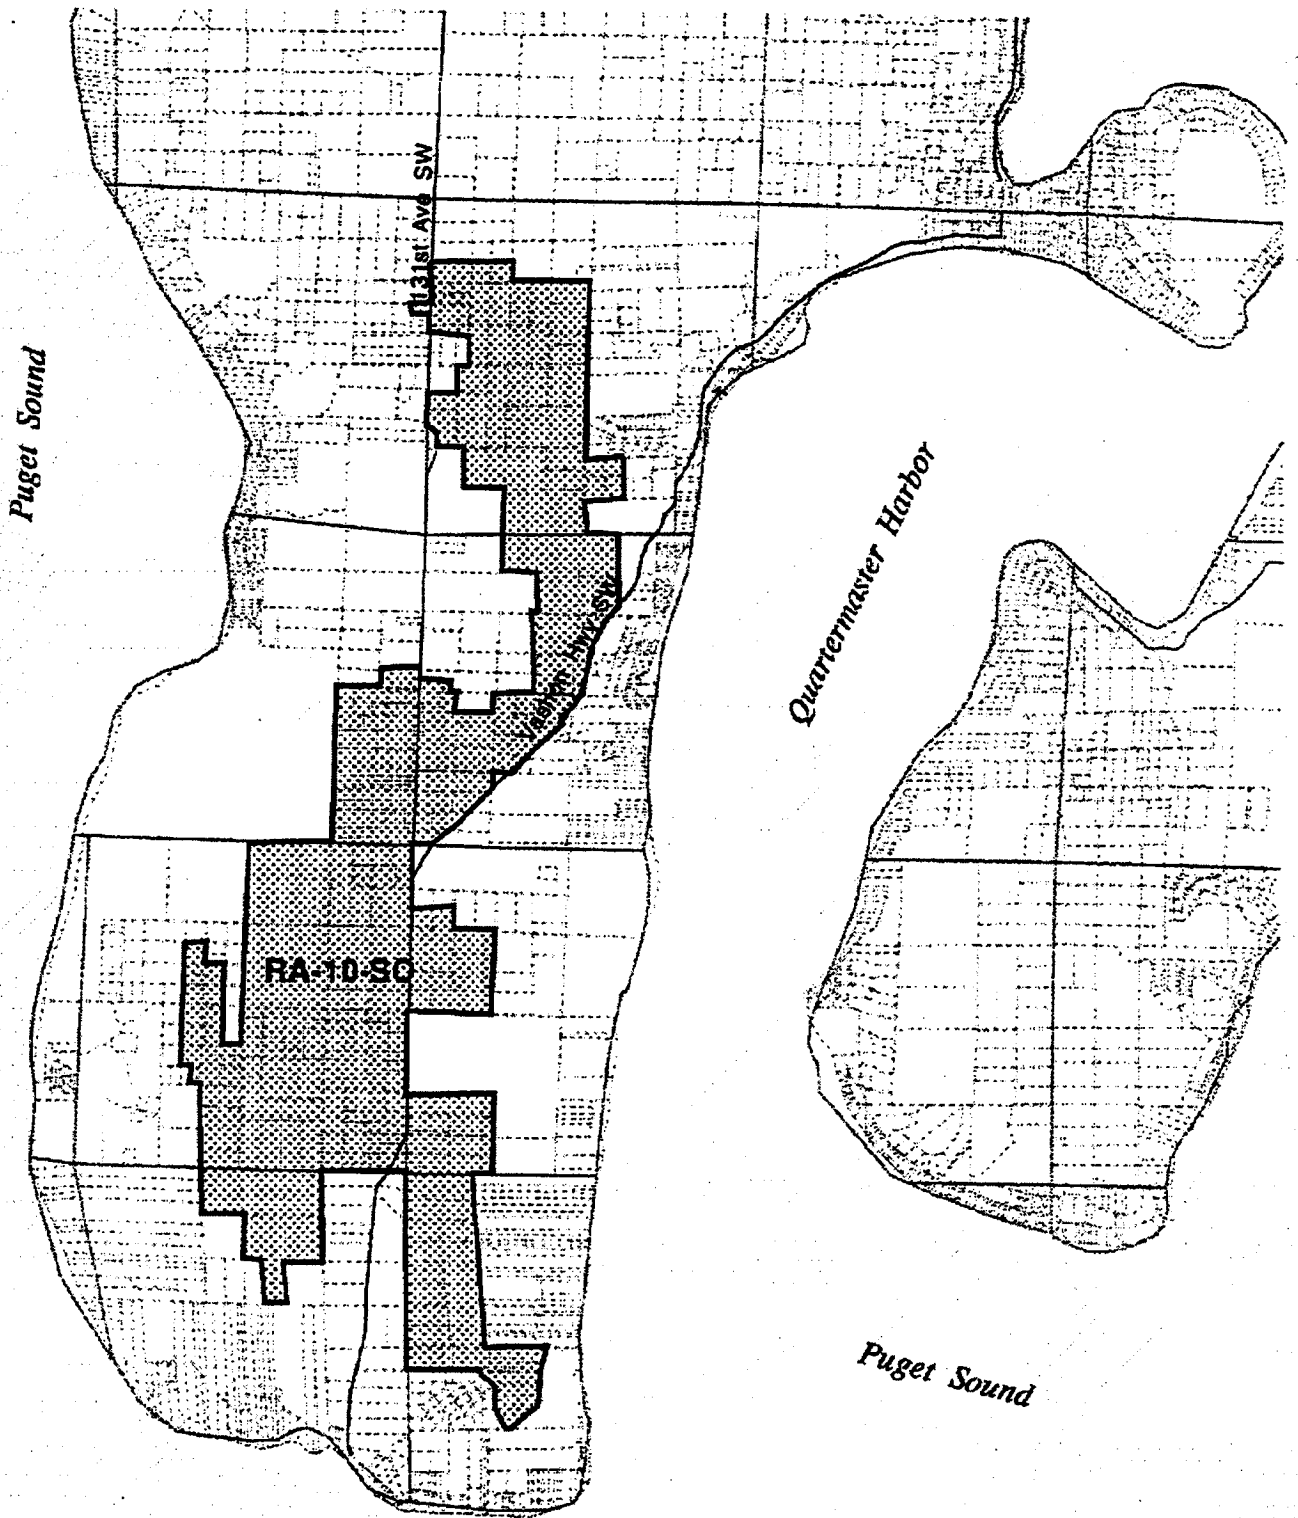 131st Ave SW
Puget Sound
Quartermaster Harbor
Vashon Hwy SW
RA-10-SO
Puget Sound